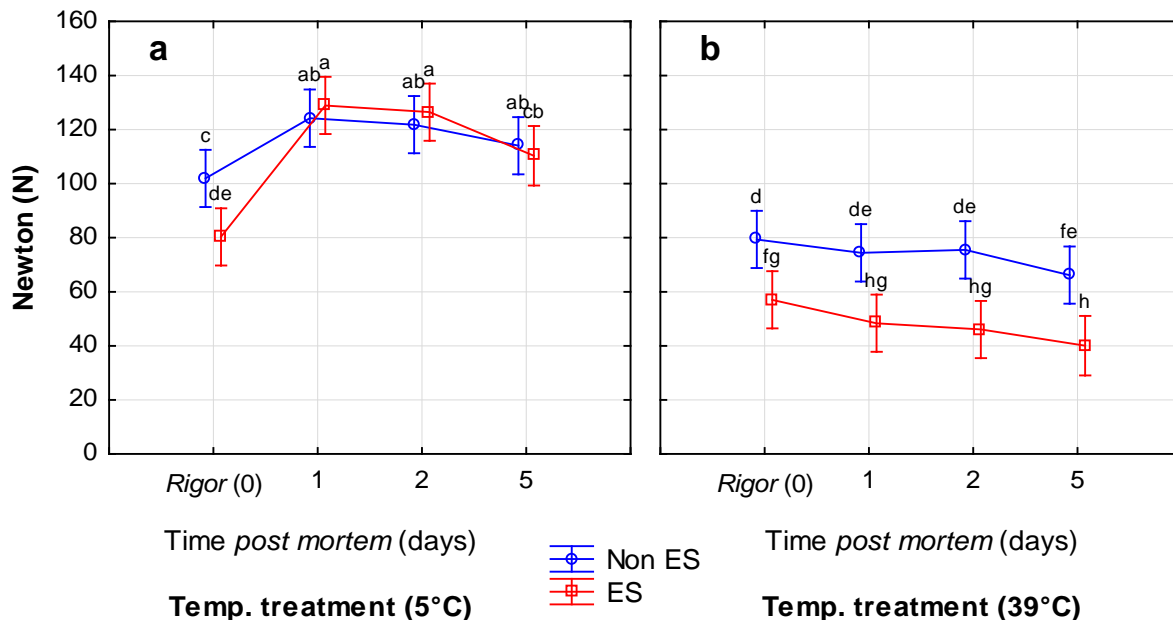 160
140
120
100
80
60
40
20
0
Newton (N)
a
c
de
ab
a
ab
a
ab
cb
Rigor (0) 1 2 5
Time post mortem (days)
Temp. treatment (5°C)
b
d
fg
de
hg
de
hg
fe
h
Rigor (0) 1 2 5
Time post mortem (days)
Temp. treatment (39°C)
Non ES
ES